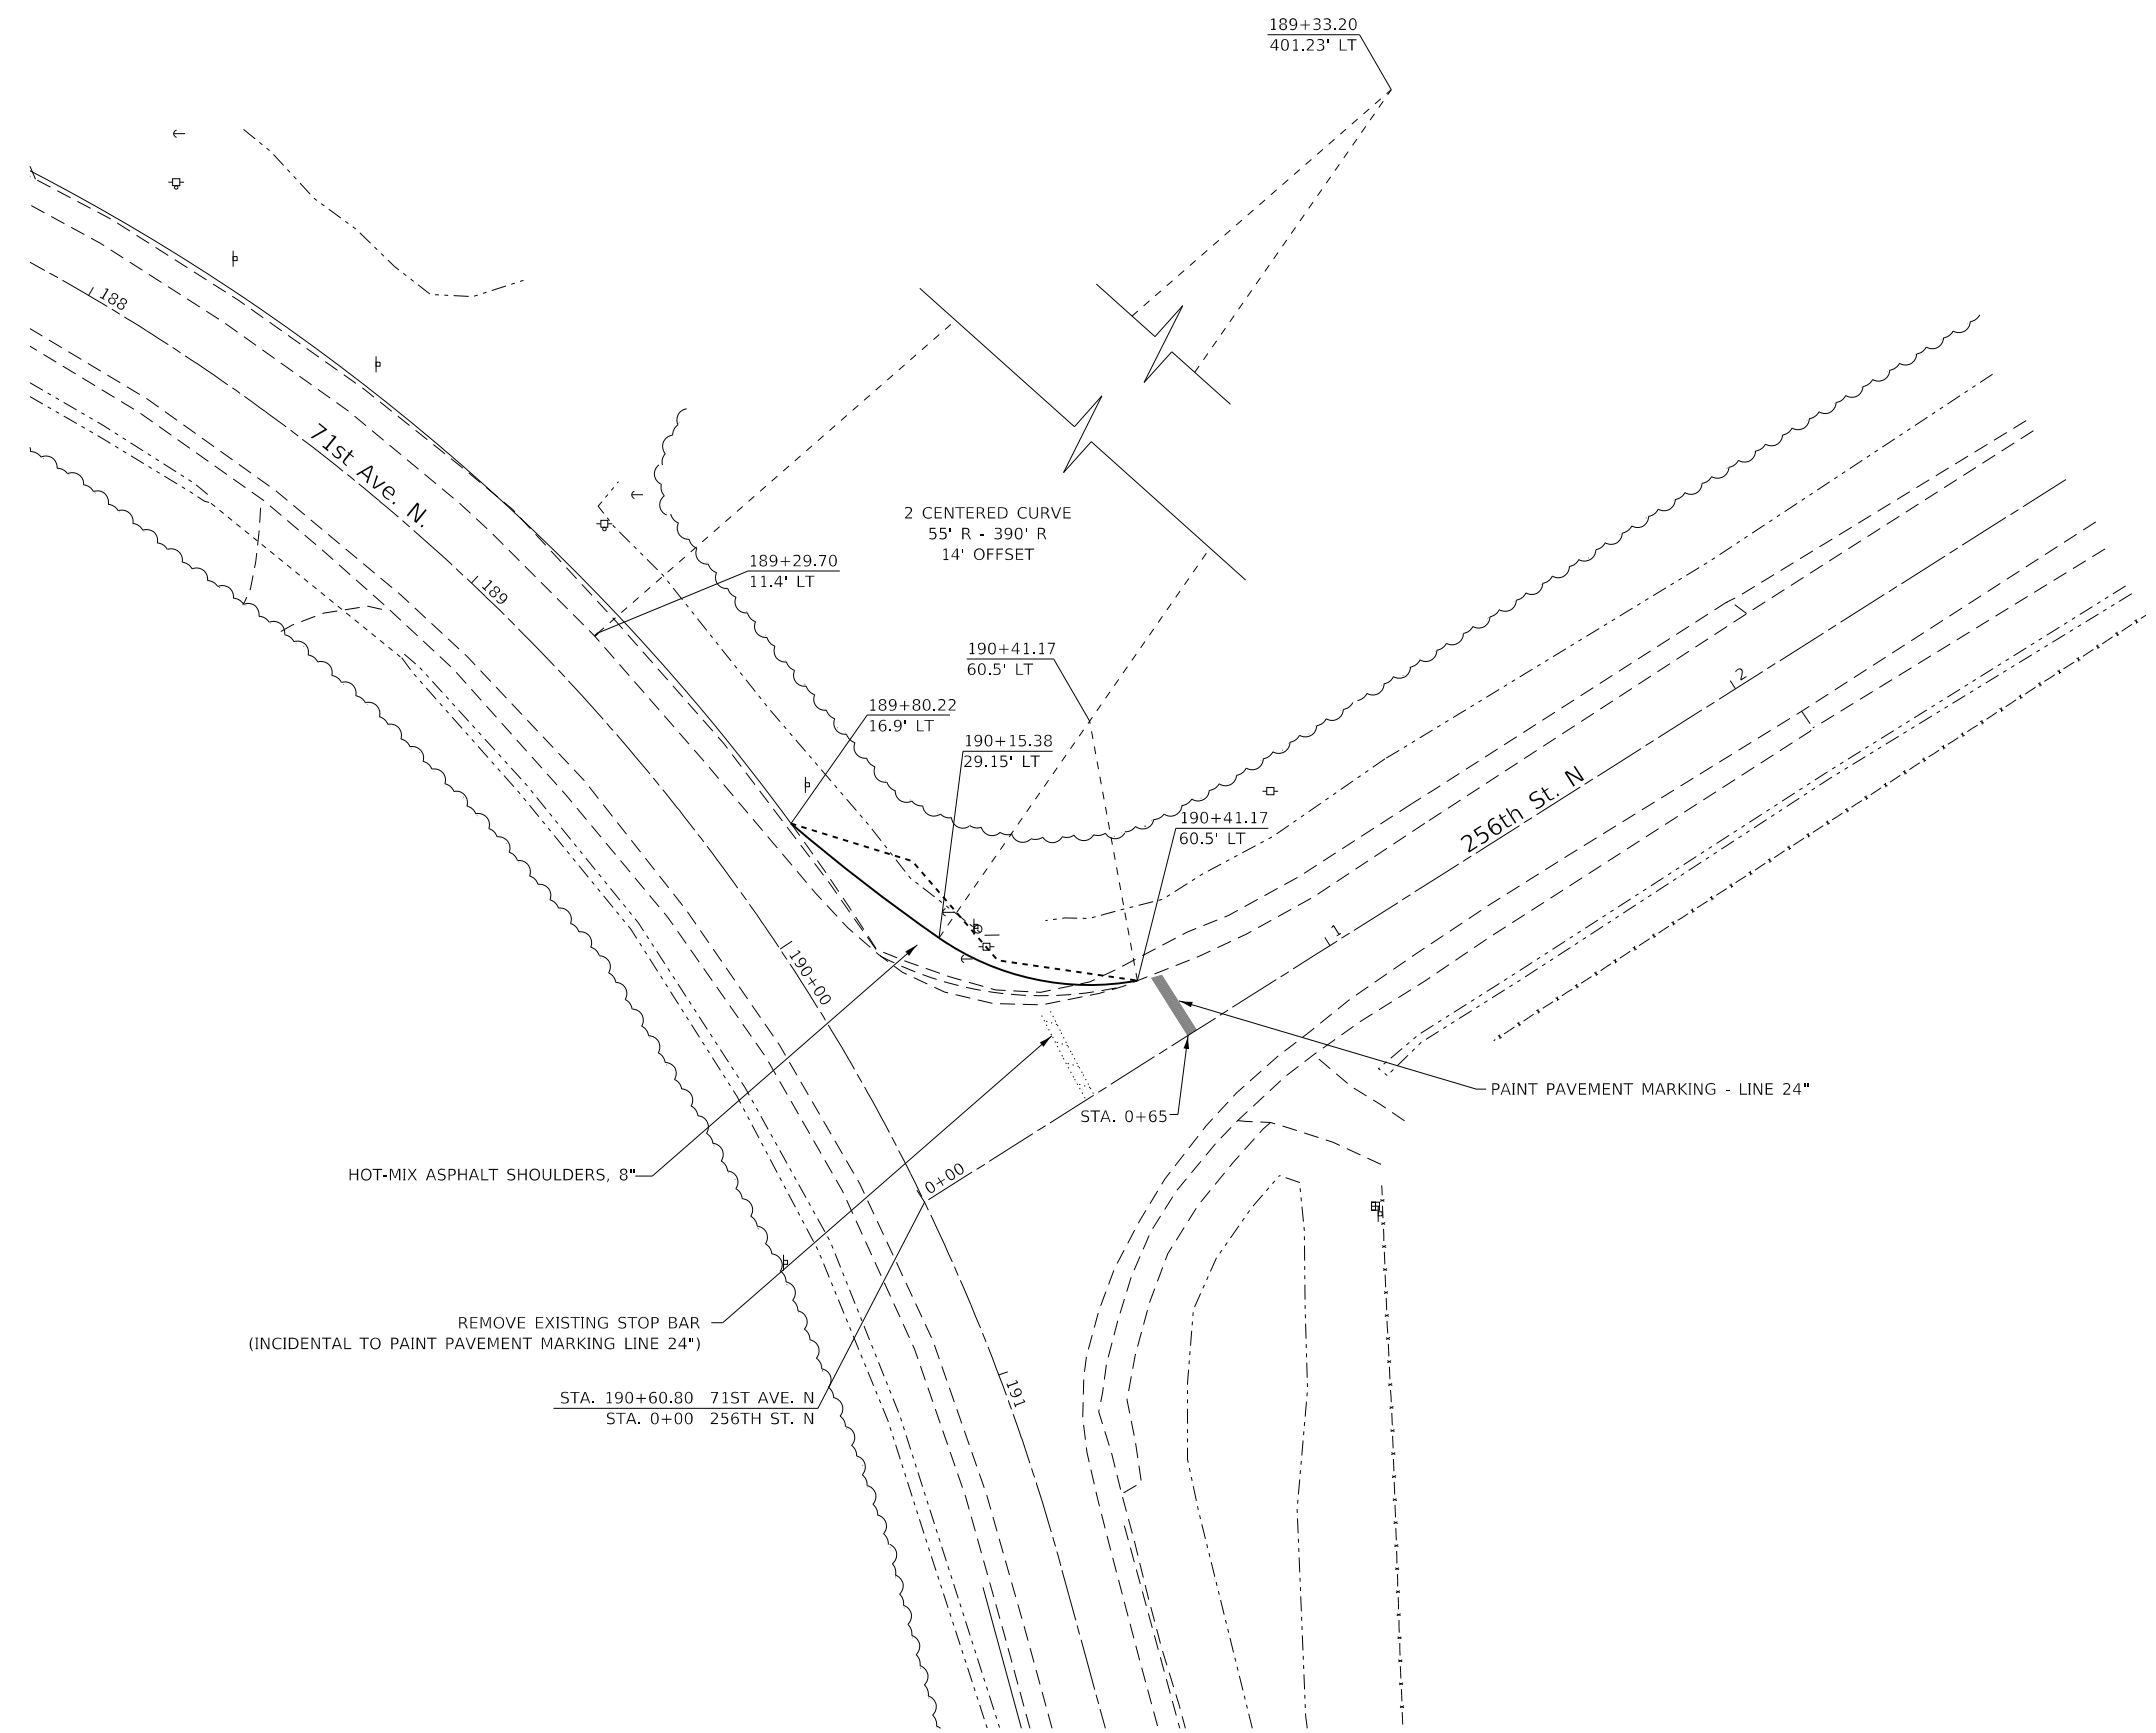 189+33.20
401.23' LT
188
71st Ave. N.
2 CENTERED CURVE
55' R - 390' R
14' OFFSET
189+29.70
11.4' LT
189
190+41.17
60.5' LT
189+80.22
16.9' LT
190+15.38
29.15' LT
2
256th St. N
190+41.17
60.5' LT
1
190+00
PAINT PAVEMENT MARKING - LINE 24"
STA. 0+65
HOT-MIX ASPHALT SHOULDERS, 8"
0+00
REMOVE EXISTING STOP BAR
(INCIDENTAL TO PAINT PAVEMENT MARKING LINE 24")
191
STA. 190+60.80 71ST AVE. N
STA. 0+00 256TH ST. N